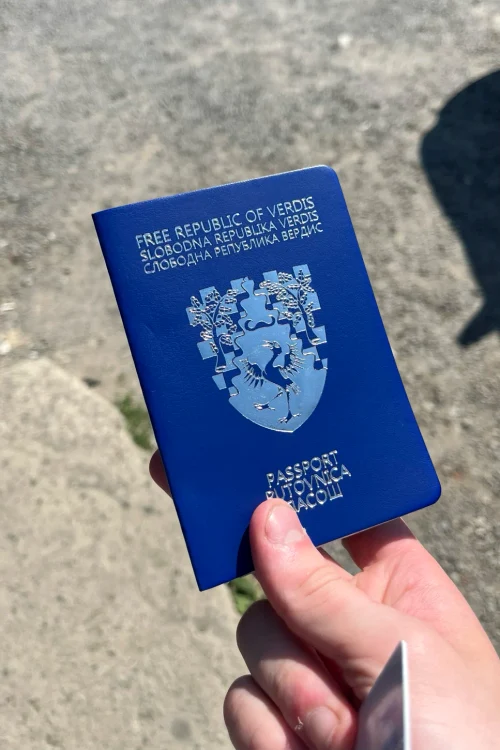 FREE REPUBLIC OF VERDIS
SLOBODNA REPUBLIKA VERDIS
СЛОБОДНА РЕПУБЛИКА ВЕРДИС
PASSPORT
PUTOVNICA